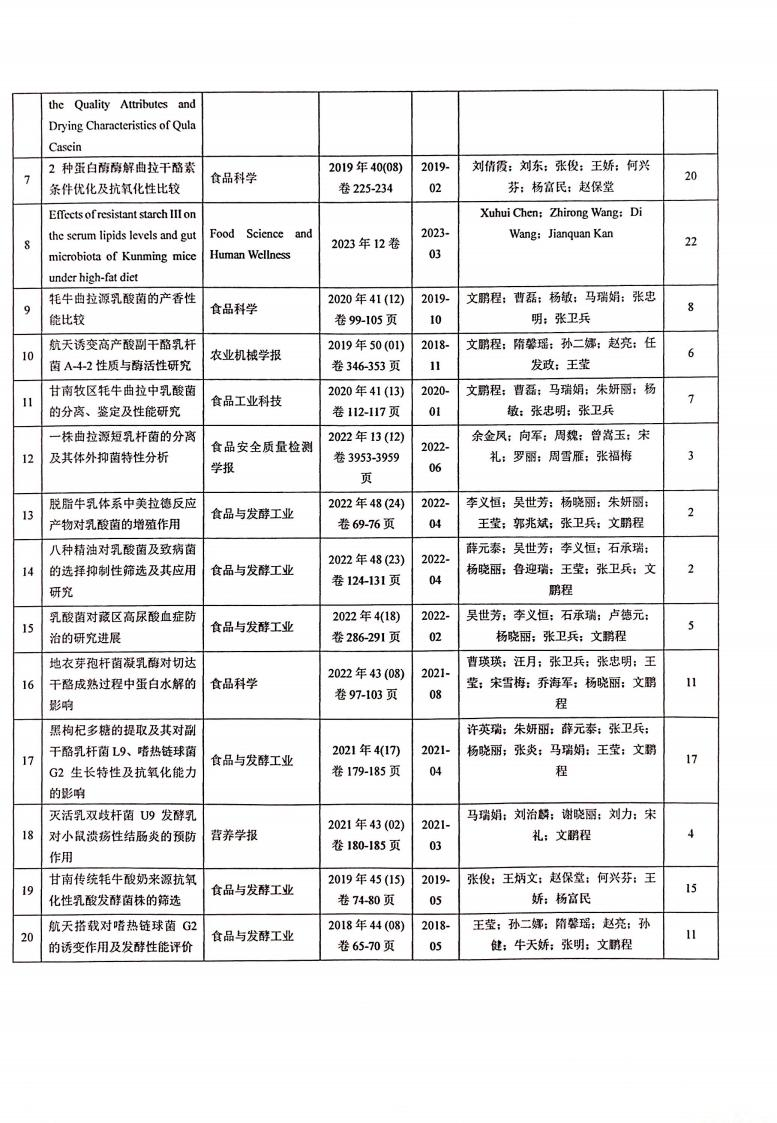 the Quality Attributes and
Drying Characteristics of Qula
Casein
7
2 种蛋白酶酶解曲拉干酪素
条件优化及抗氧化性比较
食品科学
2019 年 40(08)
卷 225-234
2019-
02
刘倩霞；刘东；张俊；王娇；何兴
芬；杨富民；赵保堂
20
8
Effects of resistant starch III on
the serum lipids levels and gut
microbiota of Kunming mice
under high-fat diet
Food Science and
Human Wellness
2023 年 12 卷
2023-
03
Xuhui Chen；Zhirong Wang；Di
Wang；Jianquan Kan
22
9
牦牛曲拉源乳酸菌的产香性
能比较
食品科学
2020 年 41 (12)
卷 99-105 页
2019-
10
文鹏程；曹磊；杨敏；马瑞娟；张忠
明；张卫兵
8
10
航天诱变高产酸副干酪乳杆
菌 A-4-2 性质与酶活性研究
农业机械学报
2019 年 50 (01)
卷 346-353 页
2018-
11
文鹏程；隋馨瑶；孙二娜；赵亮；任
发政；王莹
6
11
甘南牧区牦牛曲拉中乳酸菌
的分离、鉴定及性能研究
食品工业科技
2020 年 41 (13)
卷 112-117 页
2020-
01
文鹏程；曹磊；马瑞娟；朱妍丽；杨
敏；张忠明；张卫兵
7
12
一株曲拉源短乳杆菌的分离
及其体外抑菌特性分析
食品安全质量检测
学报
2022 年 13 (12)
卷 3953-3959
页
2022-
06
余金凤；向军；周魏；曾嵩玉；宋
礼；罗丽；周雪雁；张福梅
3
13
脱脂牛乳体系中美拉德反应
产物对乳酸菌的增殖作用
食品与发酵工业
2022 年 48 (24)
卷 69-76 页
2022-
04
李义恒；吴世芳；杨晓丽；朱妍丽；
王莹；郭兆斌；张卫兵；文鹏程
2
14
八种精油对乳酸菌及致病菌
的选择抑制性筛选及其应用
研究
食品与发酵工业
2022 年 48 (23)
卷 124-131 页
2022-
04
薛元泰；吴世芳；李义恒；石承瑞；
杨晓丽；鲁迎瑞；王莹；张卫兵；文
鹏程
2
15
乳酸菌对藏区高尿酸血症防
治的研究进展
食品与发酵工业
2022 年 4(18)
卷 286-291 页
2022-
02
吴世芳；李义恒；石承瑞；卢德元；
杨晓丽；张卫兵；文鹏程
5
16
地衣芽孢杆菌凝乳酶对切达
干酪成熟过程中蛋白水解的
影响
食品科学
2022 年 43 (08)
卷 97-103 页
2021-
08
曹瑛瑛；汪月；张卫兵；张忠明；王
莹；宋雪梅；乔海军；杨晓丽；文鹏
程
11
17
黑枸杞多糖的提取及其对副
干酪乳杆菌 L9、嗜热链球菌
G2 生长特性及抗氧化能力
的影响
食品与发酵工业
2021 年 4(17)
卷 179-185 页
2021-
04
许英瑞；朱妍丽；薛元泰；张卫兵；
杨晓丽；张炎；马瑞娟；王莹；文鹏
程
17
18
灭活乳双歧杆菌 U9 发酵乳
对小鼠溃疡性结肠炎的预防
作用
营养学报
2021 年 43 (02)
卷 180-185 页
2021-
03
马瑞娟；刘治麟；谢晓丽；刘力；宋
礼；文鹏程
4
19
甘南传统牦牛酸奶来源抗氧
化性乳酸发酵菌株的筛选
食品与发酵工业
2019 年 45 (15)
卷 74-80 页
2019-
05
张俊；王炳文；赵保堂；何兴芬；王
娇；杨富民
15
20
航天搭载对嗜热链球菌 G2
的诱变作用及发酵性能评价
食品与发酵工业
2018 年 44 (08)
卷 65-70 页
2018-
05
王莹；孙二娜；隋馨瑶；赵亮；孙
健；牛天娇；张明；文鹏程
11